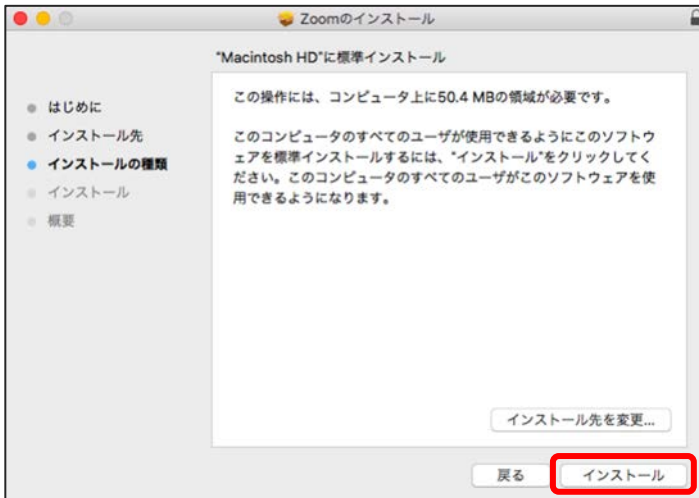 Zoomのインストール
"Macintosh HD"に標準インストール
はじめに
インストール先
インストールの種類
インストール
概要
この操作には、コンピュータ上に50.4 MBの領域が必要です。
このコンピュータのすべてのユーザが使用できるようにこのソフトウ
ェアを標準インストールするには、"インストール"をクリックしてく
ださい。このコンピュータのすべてのユーザがこのソフトウェアを使
用できるようになります。
インストール先を変更...
戻る
インストール